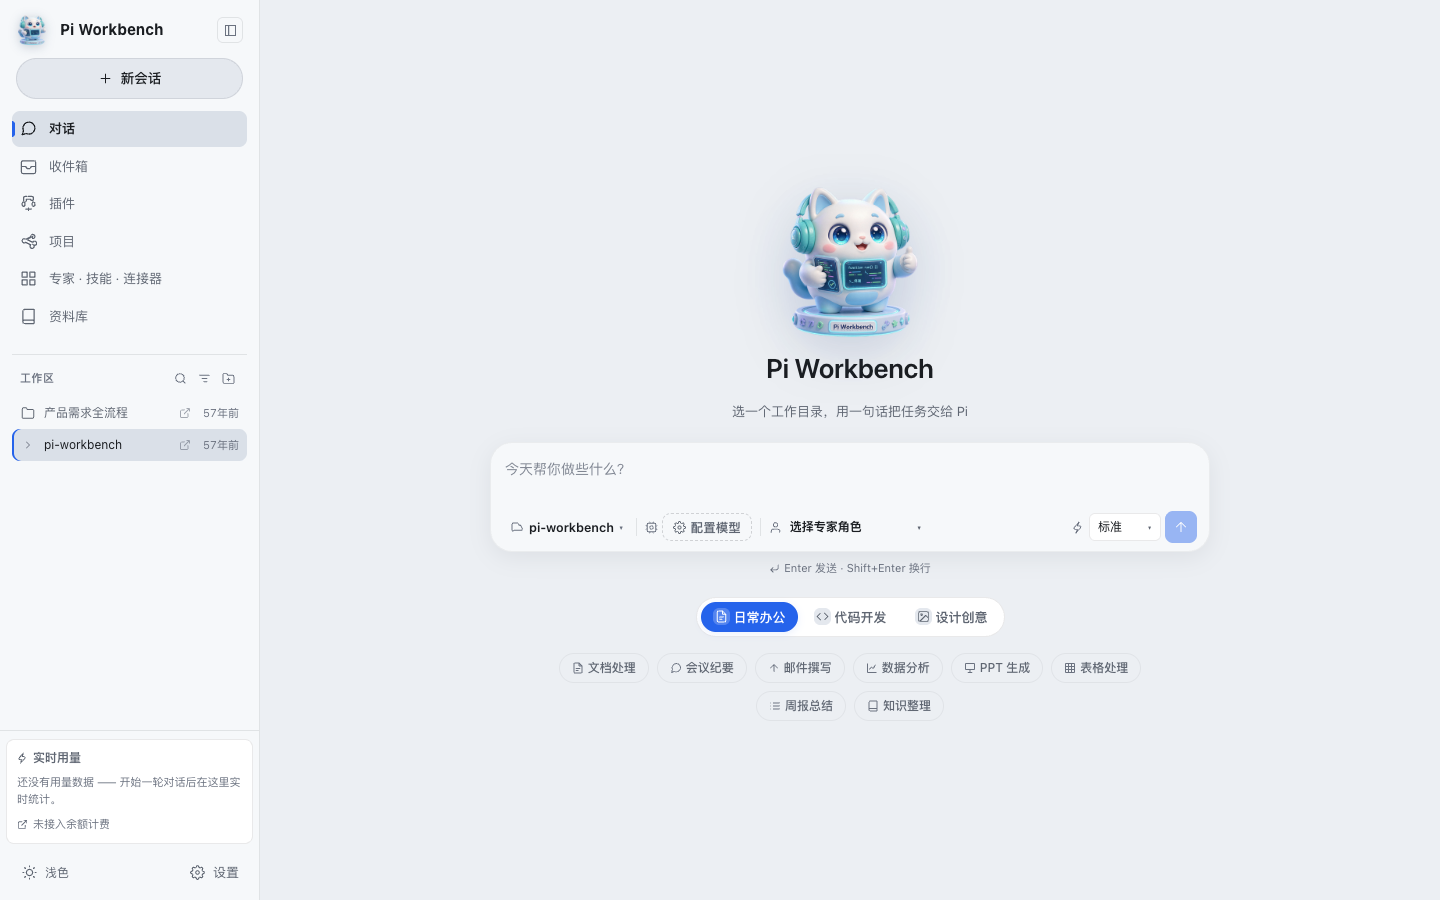 Pi Workbench
新会话
对话
收件箱
插件
项目
专家 · 技能 · 连接器
资料库
工作区
产品需求全流程 57年前
pi-workbench 57年前
实时用量
还没有用量数据 —— 开始一轮对话后在这里实
时统计。
未接入余额计费
浅色 设置
Pi Workbench
Pi Workbench
选一个工作目录，用一句话把任务交给 Pi
今天帮你做些什么?
pi-workbench 配置模型 选择专家角色 标准
Enter 发送 · Shift+Enter 换行
日常办公 代码开发 设计创意
文档处理 会议纪要 邮件撰写 数据分析 PPT 生成 表格处理
周报总结 知识整理